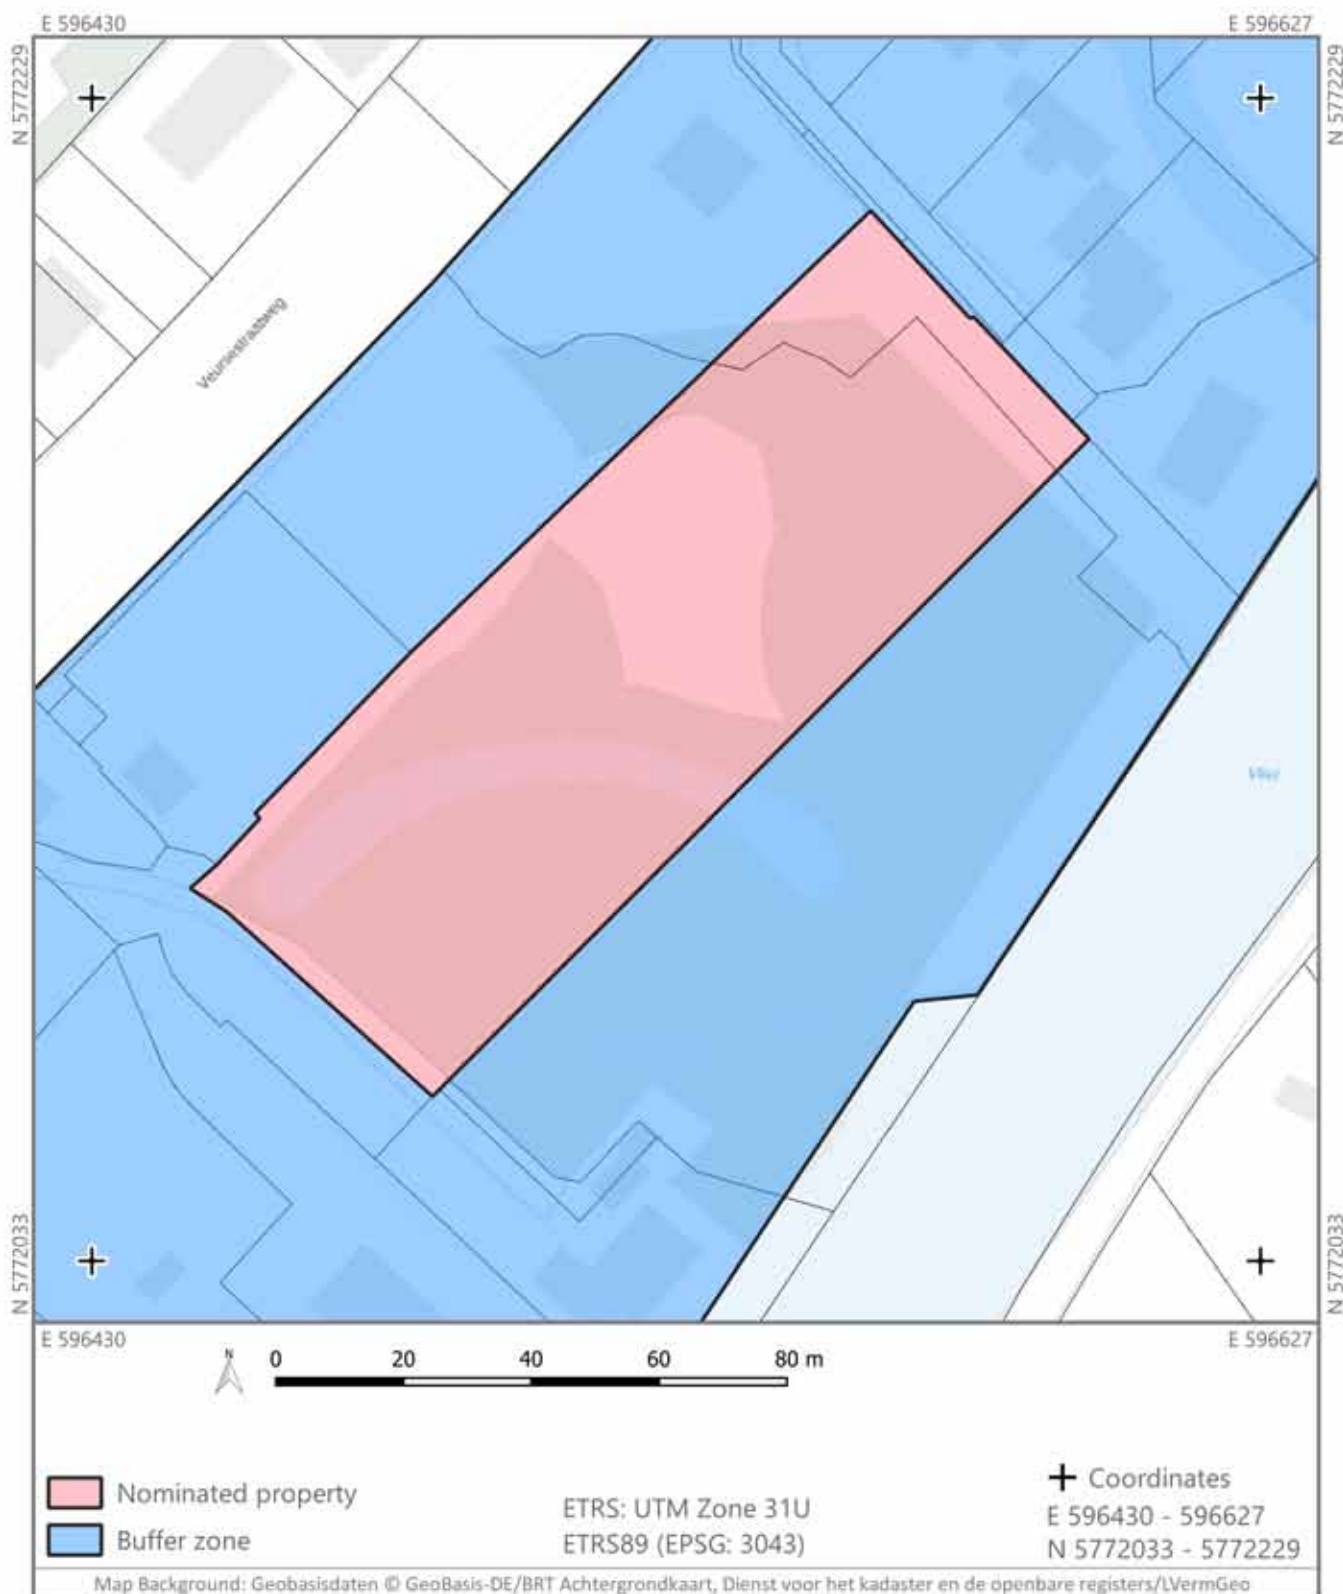 E 596430
E 596627
N 5772229
N 5772229
Veursestraatweg
Vliet
N 5772033
N 5772033
E 596430
E 596627
N
0 20 40 60 80 m
Nominated property
Buffer zone
ETRS: UTM Zone 31U
ETRS89 (EPSG: 3043)
Coordinates
E 596430 - 596627
N 5772033 - 5772229
Map Background: Geobasisdaten © GeoBasis-DE/BRT Achtergrondkaart, Dienst voor het kadaster en de openbare registers/LVermGeo